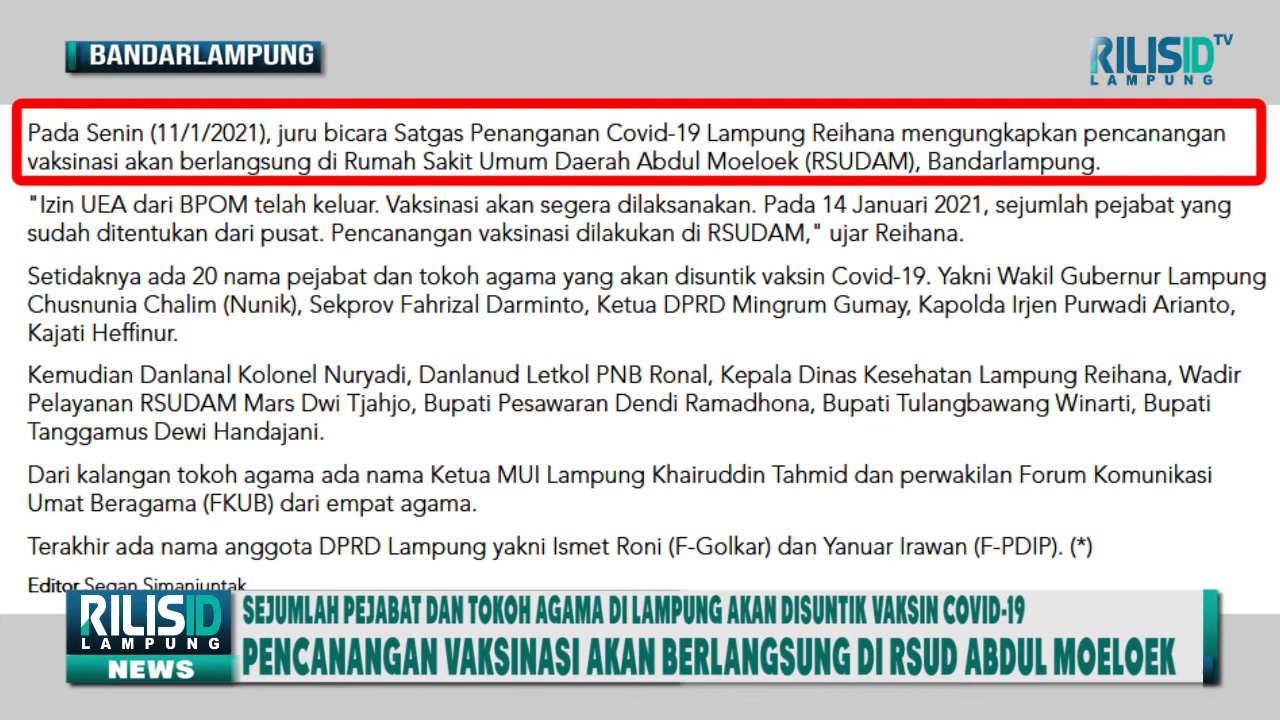 BANDARLAMPUNG
RILISID TV
LAMPUNG
Pada Senin (11/1/2021), juru bicara Satgas Penanganan Covid-19 Lampung Reihana mengungkapkan pencanangan
vaksinasi akan berlangsung di Rumah Sakit Umum Daerah Abdul Moeloek (RSUDAM), Bandarlampung.
"Izin UEA dari BPOM telah keluar. Vaksinasi akan segera dilaksanakan. Pada 14 Januari 2021, sejumlah pejabat yang
sudah ditentukan dari pusat. Pencanangan vaksinasi dilakukan di RSUDAM," ujar Reihana.
Setidaknya ada 20 nama pejabat dan tokoh agama yang akan disuntik vaksin Covid-19. Yakni Wakil Gubernur Lampung
Chusnunia Chalim (Nunik), Sekprov Fahrizal Darminto, Ketua DPRD Mingrum Gumay, Kapolda Irjen Purwadi Arianto,
Kajati Heffinur.
Kemudian Danlanal Kolonel Nuryadi, Danlanud Letkol PNB Ronal, Kepala Dinas Kesehatan Lampung Reihana, Wadir
Pelayanan RSUDAM Mars Dwi Tjahjo, Bupati Pesawaran Dendi Ramadhona, Bupati Tulangbawang Winarti, Bupati
Tanggamus Dewi Handajani.
Dari kalangan tokoh agama ada nama Ketua MUI Lampung Khairuddin Tahmid dan perwakilan Forum Komunikasi
Umat Beragama (FKUB) dari empat agama.
Terakhir ada nama anggota DPRD Lampung yakni Ismet Roni (F-Golkar) dan Yanuar Irawan (F-PDIP). (*)
Editor Segan Simanjuntak
RILISID
LAMPUNG
NEWS
SEJUMLAH PEJABAT DAN TOKOH AGAMA DI LAMPUNG AKAN DISUNTIK VAKSIN COVID-19
PENCANANGAN VAKSINASI AKAN BERLANGSUNG DI RSUD ABDUL MOELOEK